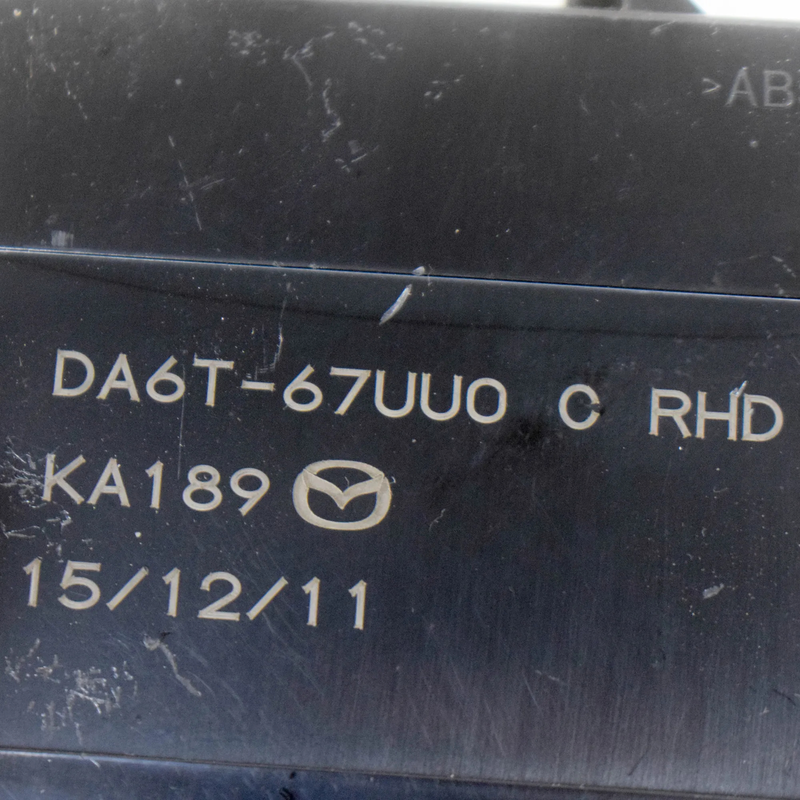 >AB
DA6T-67UU0 C RHD
KA189
15/12/11